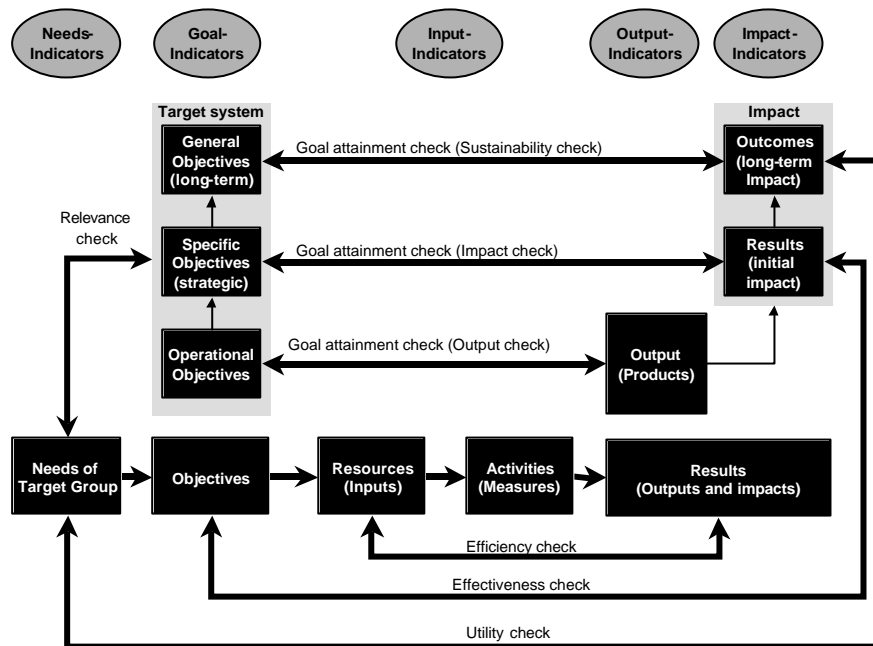 Needs-
Indicators
Goal-
Indicators
Input-
Indicators
Output-
Indicators
Impact-
Indicators
Target system
Impact
General
Objectives
(long-term)
Goal attainment check (Sustainability check)
Outcomes
(long-term
Impact)
Relevance
check
Specific
Objectives
(strategic)
Goal attainment check (Impact check)
Results
(initial
impact)
Operational
Objectives
Goal attainment check (Output check)
Output
(Products)
Needs of
Target Group
Objectives
Resources
(Inputs)
Activities
(Measures)
Results
(Outputs and impacts)
Efficiency check
Effectiveness check
Utility check